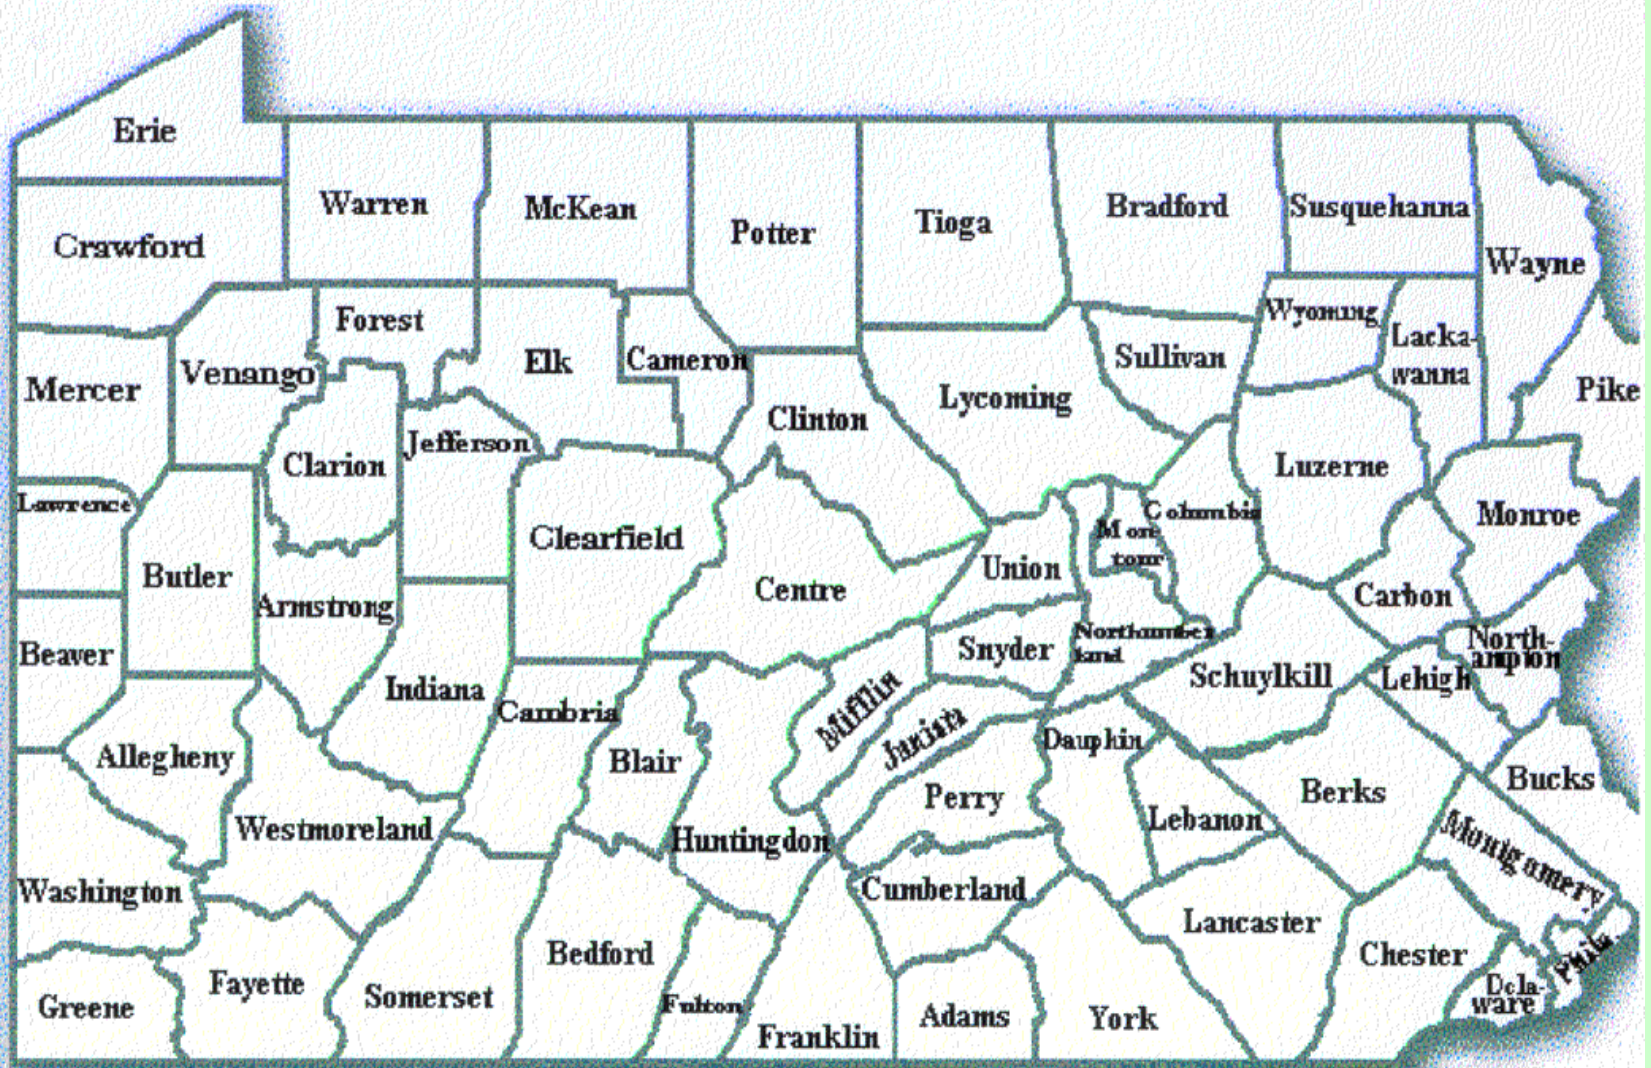 Erie
Warren
McKean
Potter
Tioga
Bradford
Susquehanna
Wayne
Crawford
Forest
Elk
Cameron
Sullivan
Wyoming
Lacka-
wanna
Pike
Mercer
Venango
Clarion
Jefferson
Clinton
Lycoming
Luzerne
Monroe
Lawrence
Butler
Armstrong
Clearfield
Centre
Union
Mon
tour
Columbia
Carbon
Beaver
Indiana
Cambria
Blair
Mifflin
Snyder
Northumber
land
Schuylkill
Lehigh
North-
ampton
Allegheny
Westmoreland
Huntingdon
Juniata
Perry
Dauphin
Lebanon
Berks
Bucks
Montgomery
Washington
Cumberland
Lancaster
Chester
Phila.
Dela-
ware
Greene
Fayette
Somerset
Bedford
Fulton
Franklin
Adams
York